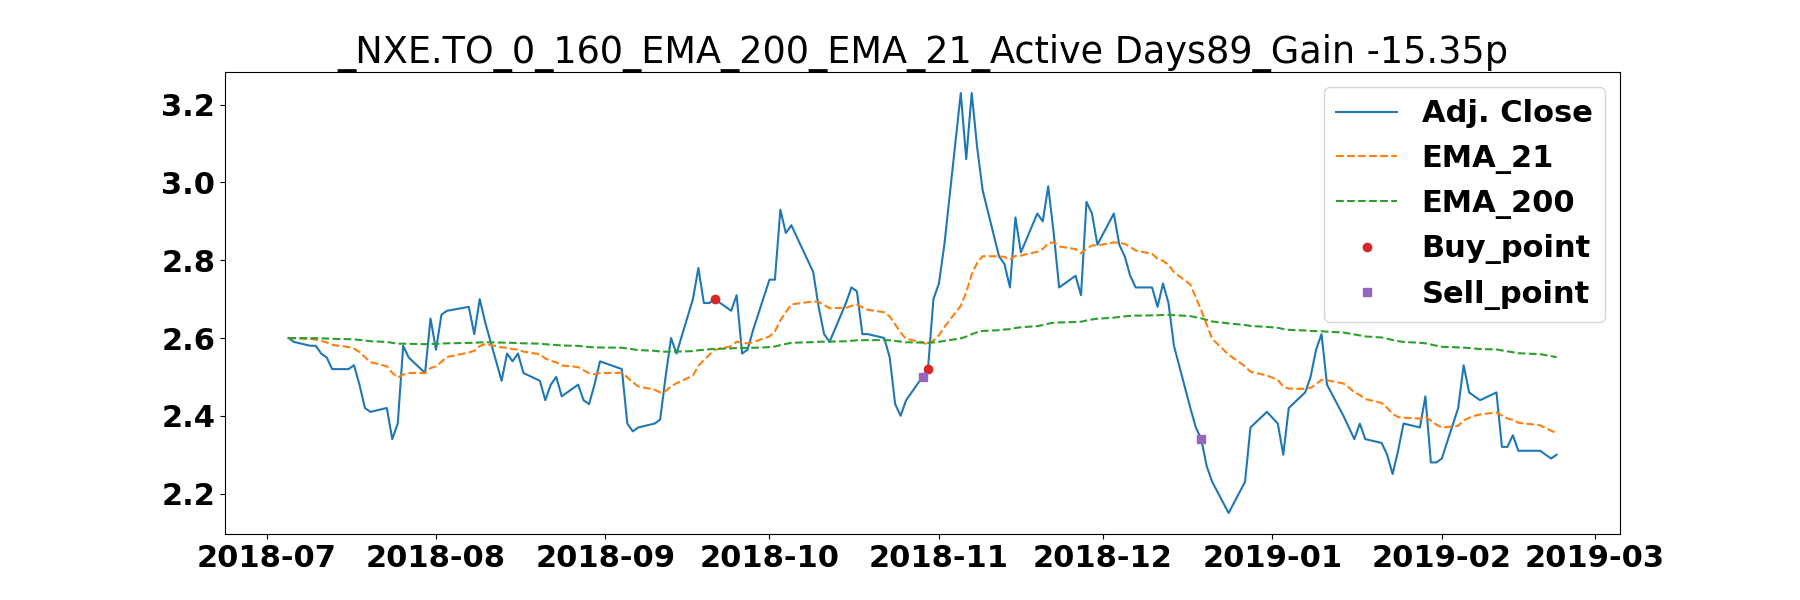 _NXE.TO_0_160_EMA_200_EMA_21_Active Days89_Gain -15.35p
3.2
3.0
2.8
2.6
2.4
2.2
Adj. Close
EMA_21
EMA_200
Buy_point
Sell_point
2018-07 2018-08 2018-09 2018-10 2018-11 2018-12 2019-01 2019-02 2019-03